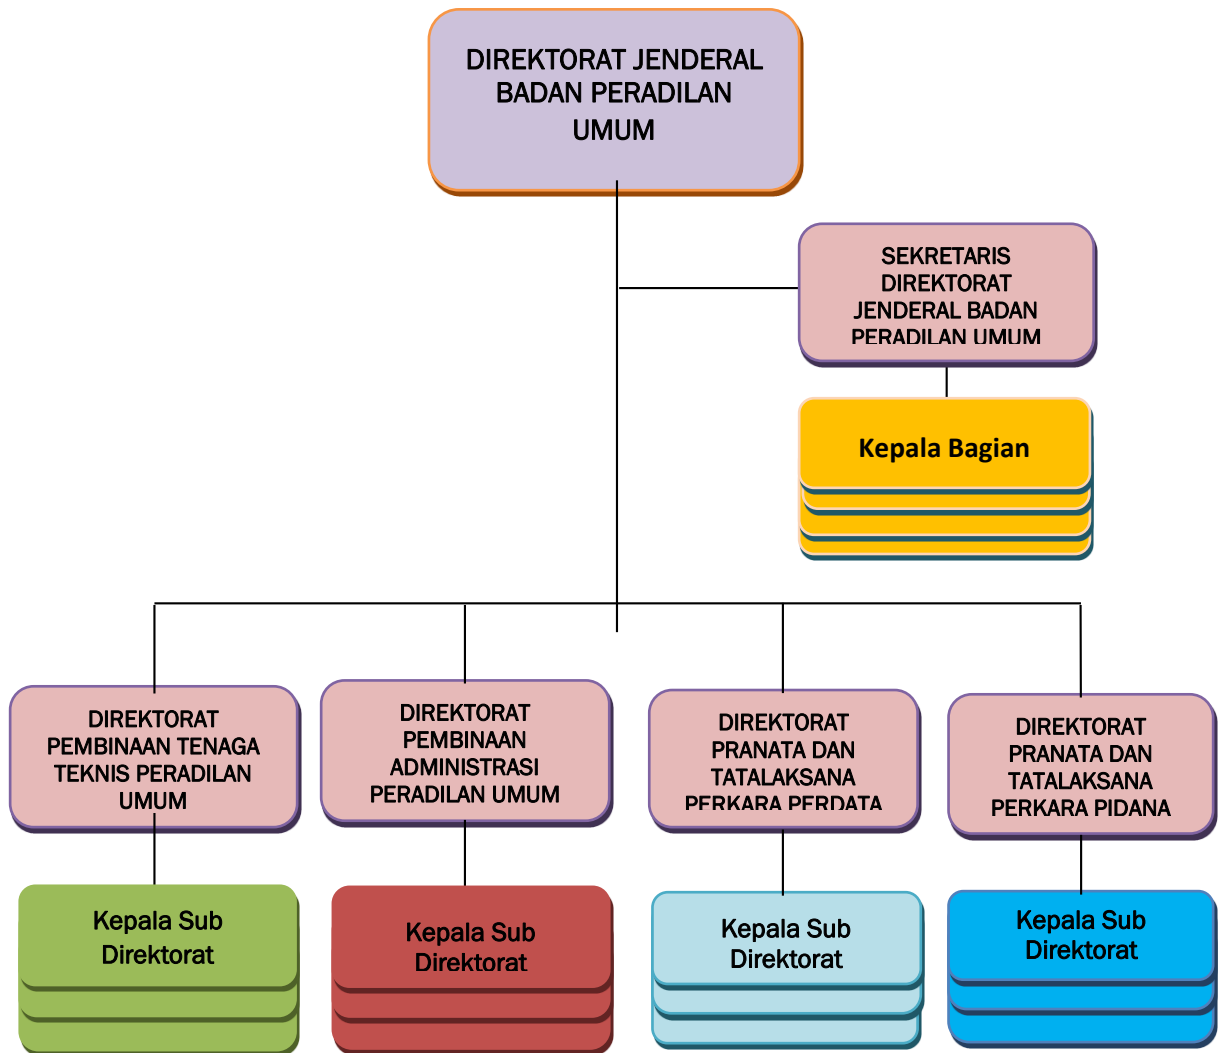 DIREKTORAT JENDERAL
BADAN PERADILAN
UMUM
SEKRETARIS
DIREKTORAT
JENDERAL BADAN
PERADILAN UMUM
Kepala Bagian
DIREKTORAT
PEMBINAAN TENAGA
TEKNIS PERADILAN
UMUM
DIREKTORAT
PEMBINAAN
ADMINISTRASI
PERADILAN UMUM
DIREKTORAT
PRANATA DAN
TATALAKSANA
PERKARA PERDATA
DIREKTORAT
PRANATA DAN
TATALAKSANA
PERKARA PIDANA
Kepala Sub
Direktorat
Kepala Sub
Direktorat
Kepala Sub
Direktorat
Kepala Sub
Direktorat